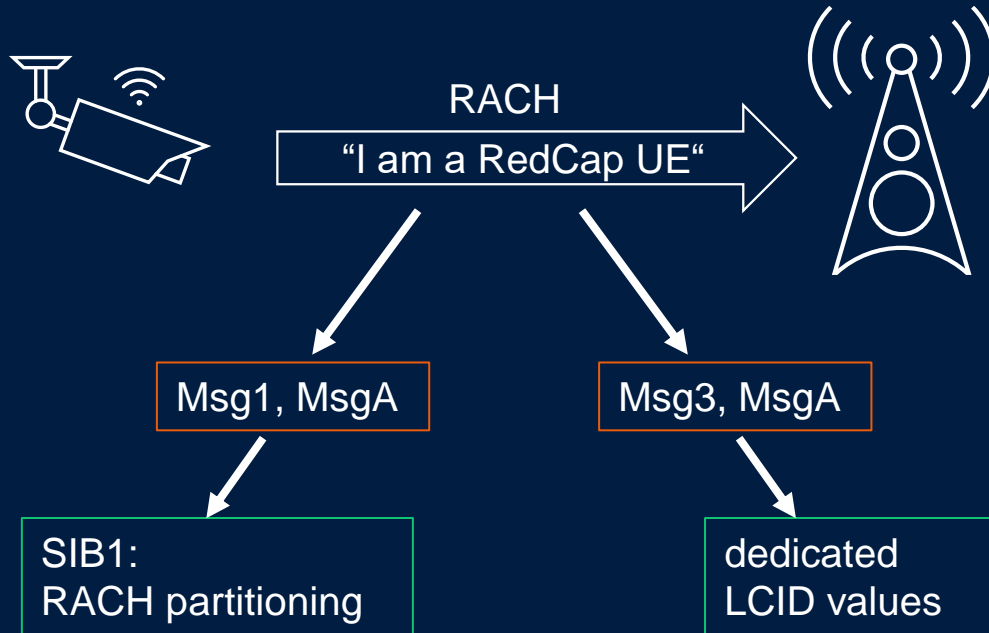 RACH
“I am a RedCap UE“
Msg1, MsgA
Msg3, MsgA
SIB1:
RACH partitioning
dedicated
LCID values